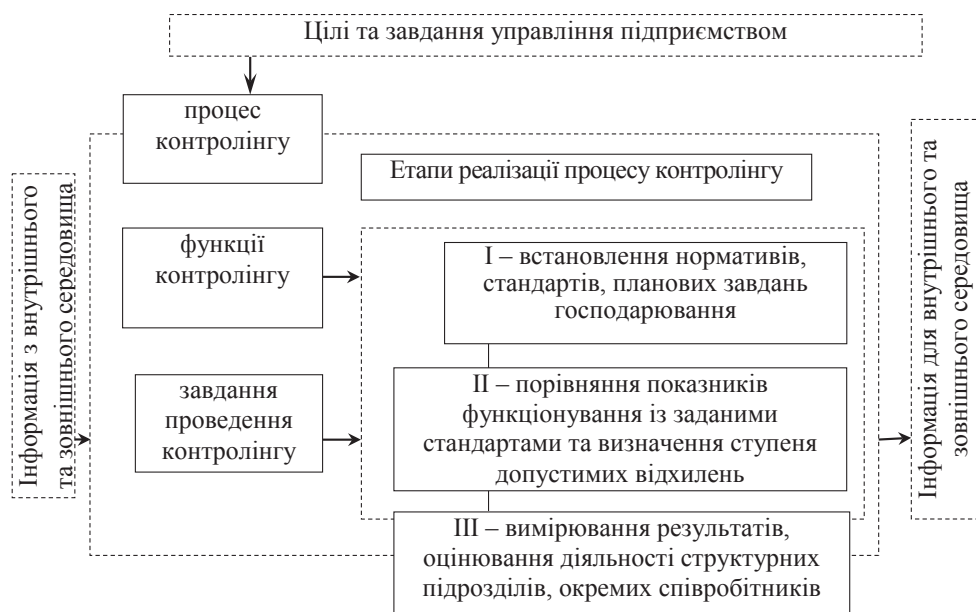 Цілі та завдання управління підприємством
процес
контролінгу
Етапи реалізації процесу контролінгу
Інформація з внутрішнього
та зовнішнього середовища
функції
контролінгу
І – встановлення нормативів,
стандартів, планових завдань
господарювання
завдання
проведення
контролінгу
ІІ – порівняння показників
функціонування із заданими
стандартами та визначення ступеня
допустимих відхилень
ІІІ – вимірювання результатів,
оцінювання діяльності структурних
підрозділів, окремих співробітників
Інформація для внутрішнього та
зовнішнього середовища